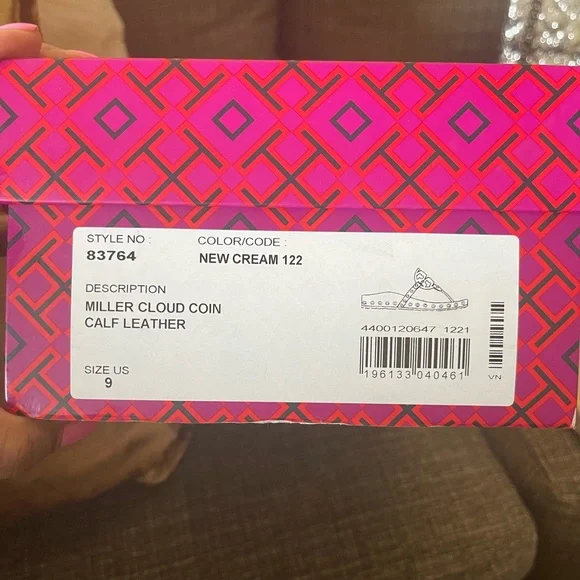 STYLE NO :
83764
COLOR/CODE :
NEW CREAM 122
DESCRIPTION
MILLER CLOUD COIN
CALF LEATHER
SIZE US
9
4400120647 1221
196133 040461
VN